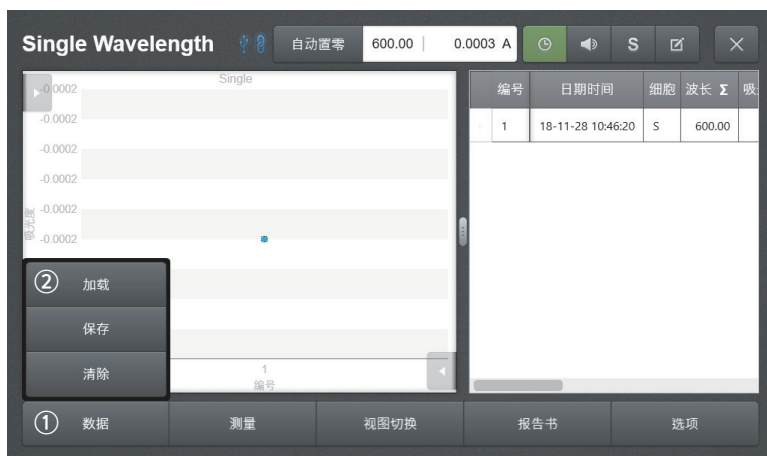 Single Wavelength 自动置零 600.00 0.0003 A S
Single
-0.0002
-0.0002
-0.0002
-0.0002
-0.0002
-0.0002
吸光度
1
编号
编号 日期时间 细胞 波长 Σ 吸
1 18-11-28 10:46:20 S 600.00
② 加载
保存
清除
① 数据 测量 视图切换 报告书 选项